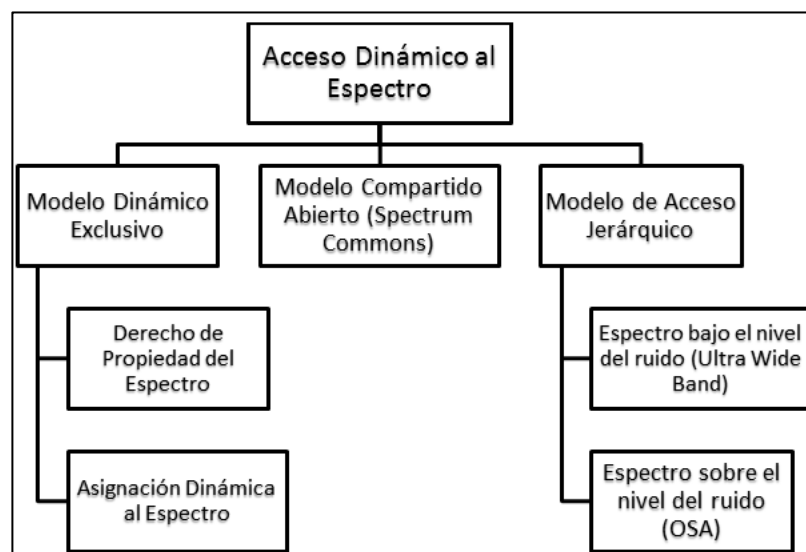 Acceso Dinámico al
Espectro
Modelo Dinámico
Exclusivo
Modelo Compartido
Abierto (Spectrum
Commons)
Modelo de Acceso
Jerárquico
Derecho de
Propiedad del
Espectro
Espectro bajo el nivel
del ruido (Ultra Wide
Band)
Asignación Dinámica
al Espectro
Espectro sobre el
nivel del ruido
(OSA)